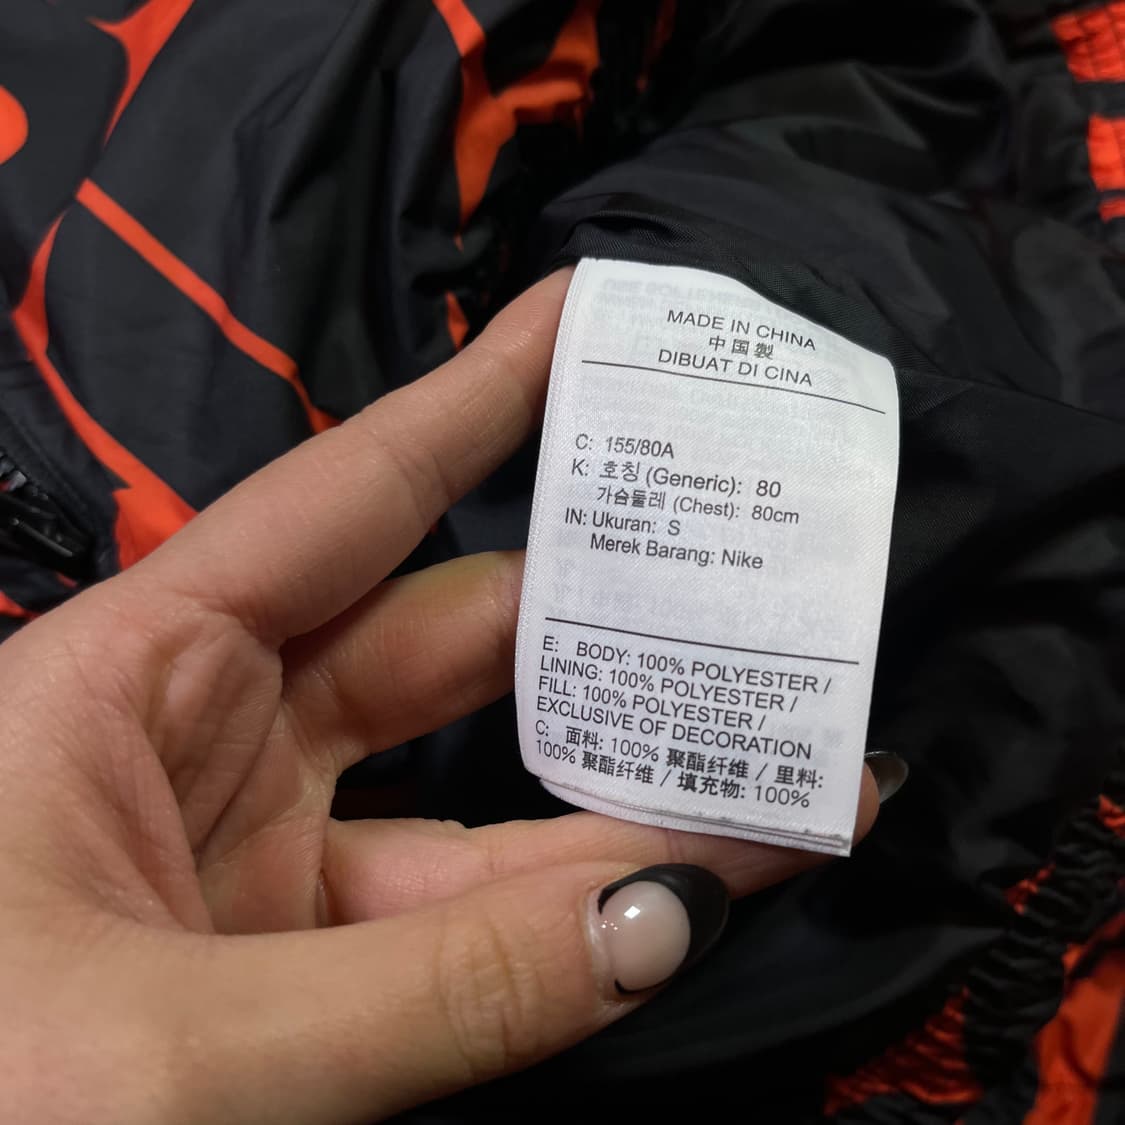 MADE IN CHINA
中国製
DIBUAT DI CINA
C: 155/80A
K: 호칭 (Generic): 80
가슴둘레 (Chest): 80cm
IN: Ukuran: S
Merek Barang: Nike
E: BODY: 100% POLYESTER /
LINING: 100% POLYESTER /
FILL: 100% POLYESTER /
EXCLUSIVE OF DECORATION
C: 面料: 100% 聚酯纤维 / 里料:
100% 聚酯纤维 / 填充物: 100%